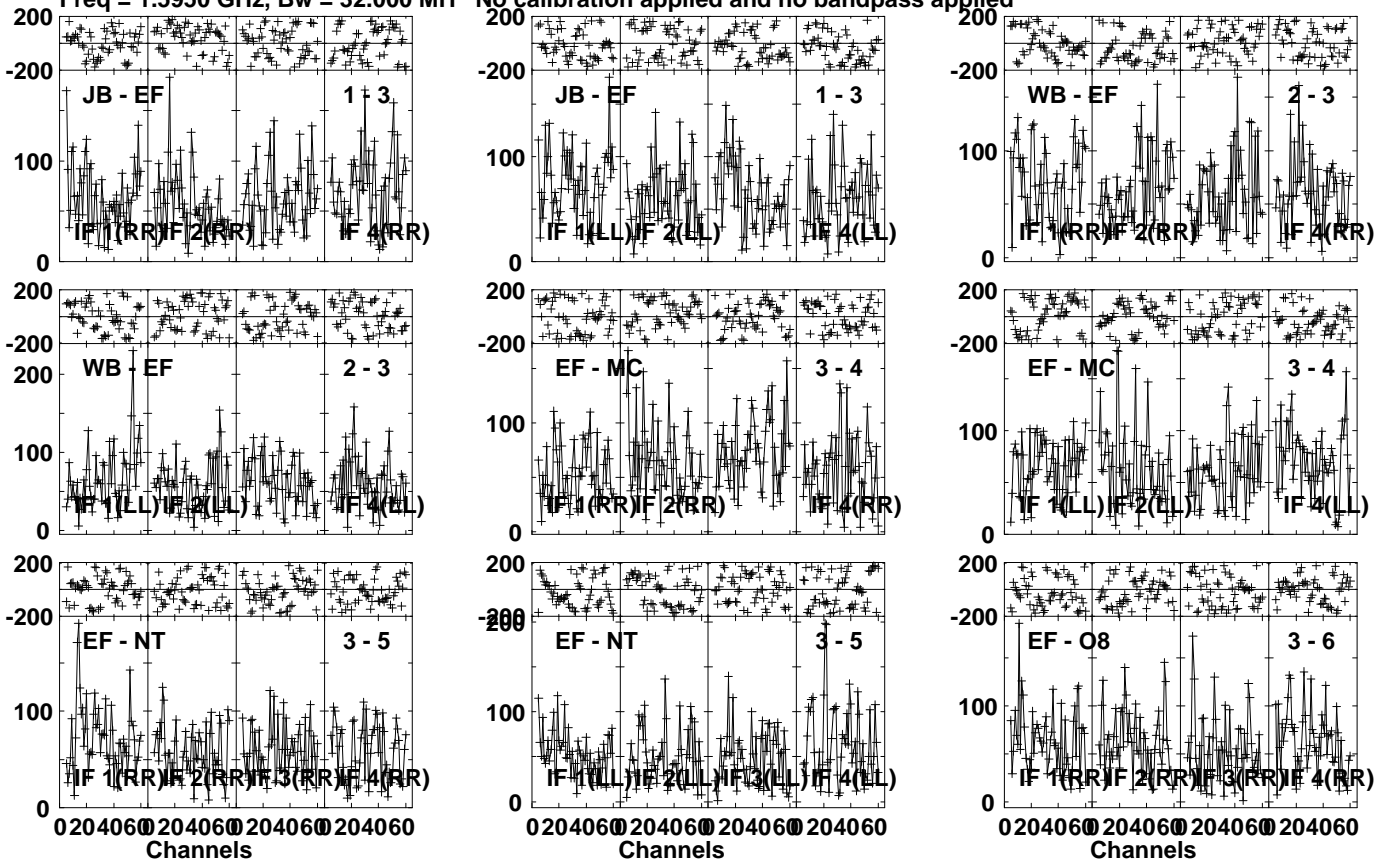 Freq = 1.5950 GHz, Bw = 32.000 MH No calibration applied and no bandpass applied
200
-200
JB - EF 1 - 3
100
IF 1(RR) IF 2(RR) IF 4(RR)
0
JB - EF 1 - 3
100
IF 1(LL) IF 2(LL) IF 4(LL)
0
200
-200
WB - EF 2 - 3
100
IF 1(RR) IF 2(RR) IF 4(RR)
0
200
-200
200
WB - EF 2 - 3
100
IF 1(LL) IF 2(LL) IF 4(LL)
0
200
-200
EF - MC 3 - 4
100
IF 1(RR) IF 2(RR) IF 4(RR)
0
200
-200
EF - MC 3 - 4
100
IF 1(LL) IF 2(LL) IF 4(LL)
0
200
-200
EF - NT 3 - 5
100
IF 1(RR) IF 2(RR) IF 3(RR) IF 4(RR)
0
0 20 40 60 0 20 40 60 0 20 40 60 0 20 40 60
Channels
200
-200
200
EF - NT 3 - 5
100
IF 1(LL) IF 2(LL) IF 3(LL) IF 4(LL)
0
0 20 40 60 0 20 40 60 0 20 40 60 0 20 40 60
Channels
200
-200
EF - O8 3 - 6
100
IF 1(RR) IF 2(RR) IF 3(RR) IF 4(RR)
0
0 20 40 60 0 20 40 60 0 20 40 60 0 20 40 60
Channels